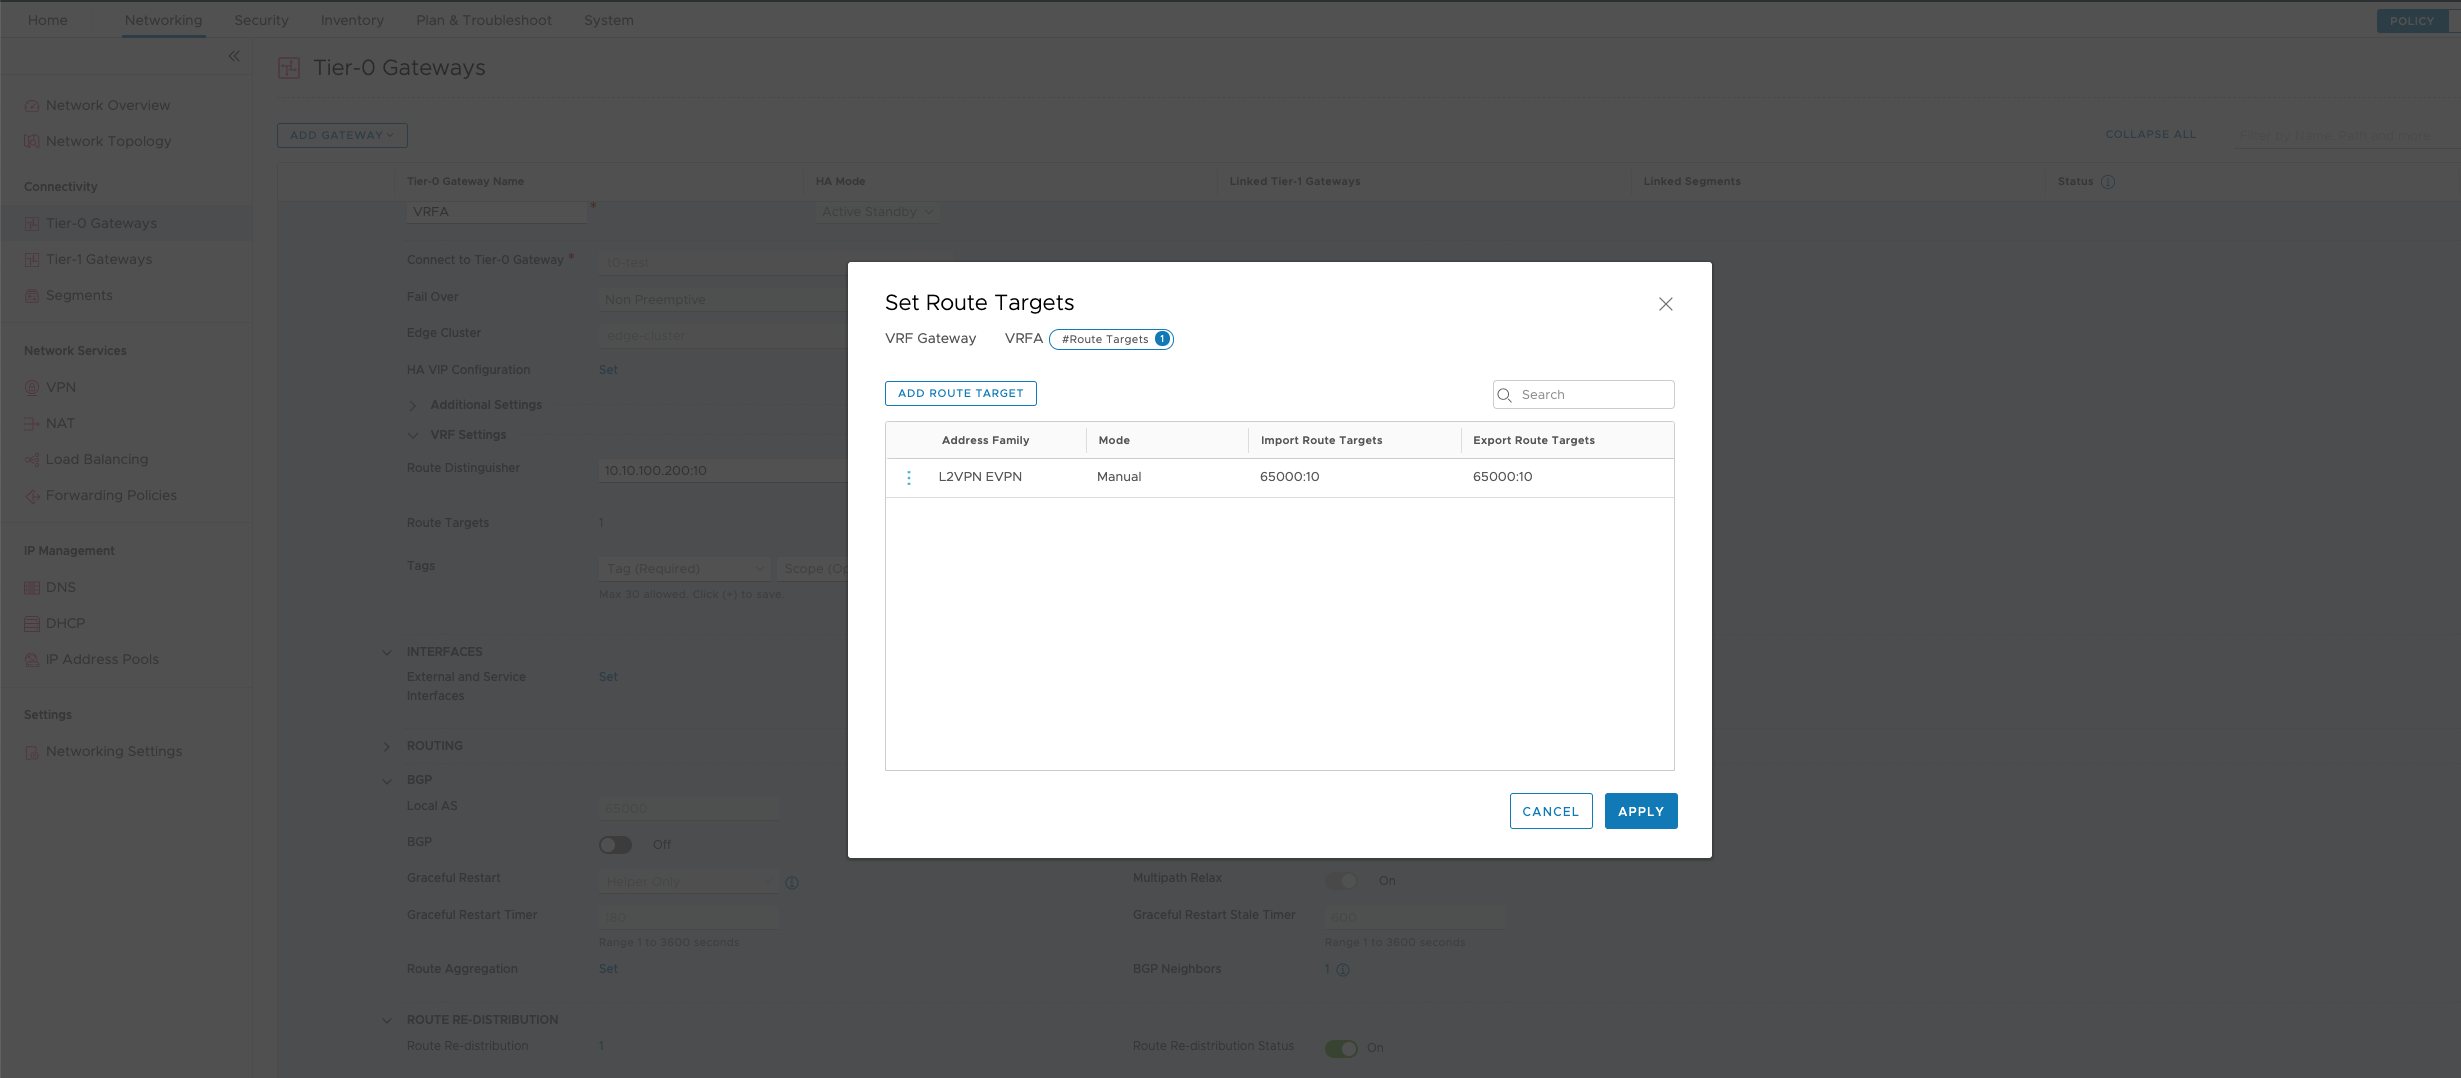 Home Networking Security Inventory Plan & Troubleshoot System POLICY
Tier-0 Gateways
Network Overview
Network Topology
Connectivity
Tier-0 Gateways
Tier-1 Gateways
Segments
Network Services
VPN
NAT
Load Balancing
Forwarding Policies
IP Management
DNS
DHCP
IP Address Pools
Settings
Networking Settings
ADD GATEWAY
COLLAPSE ALL
Filter by Name, Path and more
Tier-0 Gateway Name HA Mode Linked Tier-1 Gateways Linked Segments Status
VRFA * Active Standby
Connect to Tier-0 Gateway * t0-test
Fail Over Non Preemptive
Edge Cluster edge-cluster
HA VIP Configuration Set
Additional Settings
VRF Settings
Route Distinguisher 10.10.100.200:10
Route Targets 1
Tags Tag (Required) Scope (Op
Max 30 allowed. Click (+) to save.
INTERFACES
External and Service Set
Interfaces
ROUTING
BGP
Local AS 65000
BGP Off
Graceful Restart Helper Only Multipath Relax On
Graceful Restart Timer 180 Graceful Restart Stale Timer 600
Range 1 to 3600 seconds Range 1 to 3600 seconds
Route Aggregation Set BGP Neighbors 1
ROUTE RE-DISTRIBUTION
Route Re-distribution 1 Route Re-distribution Status On
Set Route Targets
VRF Gateway VRFA #Route Targets 1
ADD ROUTE TARGET Search
Address Family Mode Import Route Targets Export Route Targets
L2VPN EVPN Manual 65000:10 65000:10
CANCEL APPLY